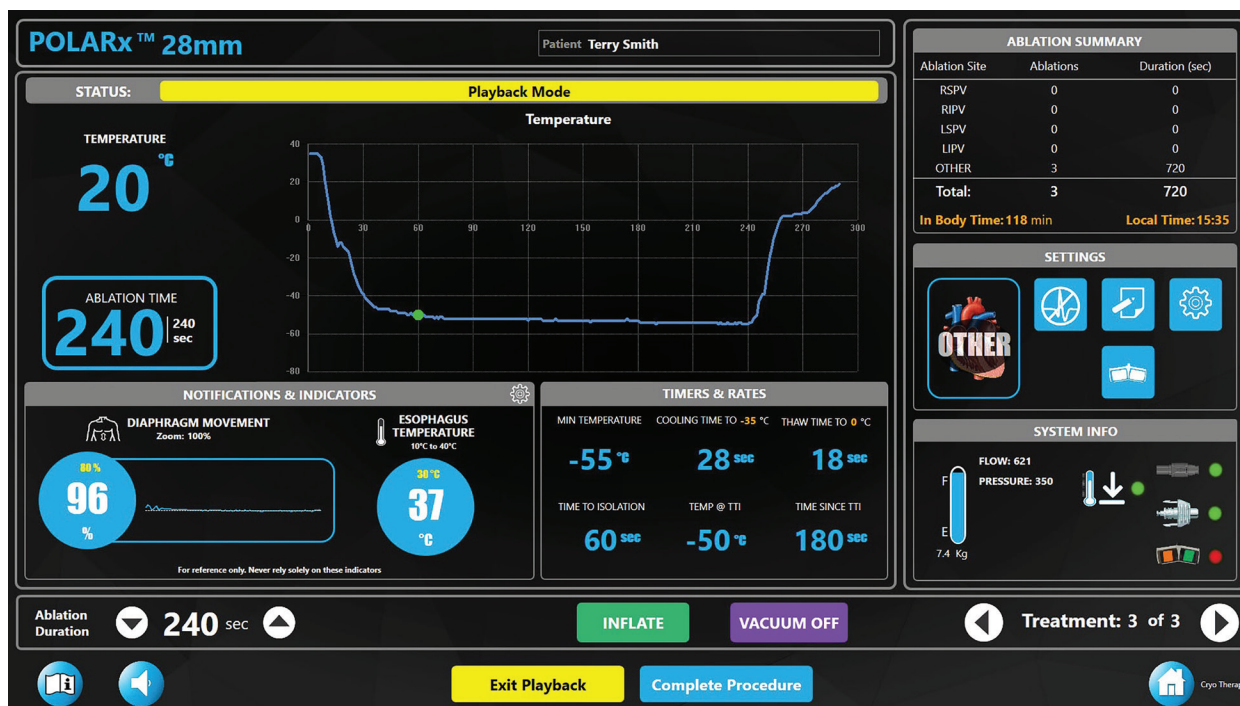 POLARx™ 28mm
Patient Terry Smith
STATUS: Playback Mode
TEMPERATURE
20 °C
ABLATION TIME
240 | 240 sec
Temperature
40
20
0
-20
-40
-60
-80
0 30 60 90 120 150 180 210 240 270 300
NOTIFICATIONS & INDICATORS
DIAPHRAGM MOVEMENT
Zoom: 100%
80 %
96
%
ESOPHAGUS
TEMPERATURE
10°C to 40°C
30 °C
37
°C
For reference only. Never rely solely on these indicators
TIMERS & RATES
MIN TEMPERATURE COOLING TIME TO -35 °C THAW TIME TO 0 °C
-55 °C 28 sec 18 sec
TIME TO ISOLATION TEMP @ TTI TIME SINCE TTI
60 sec -50 °C 180 sec
ABLATION SUMMARY
Ablation Site Ablations Duration (sec)
RSPV 0 0
RIPV 0 0
LSPV 0 0
LIPV 0 0
OTHER 3 720
Total: 3 720
In Body Time: 118 min Local Time: 15:35
SETTINGS
OTHER
SYSTEM INFO
FLOW: 621
PRESSURE: 350
F
E
7.4 Kg
Ablation
Duration
240 sec
INFLATE
VACUUM OFF
Treatment: 3 of 3
Exit Playback
Complete Procedure
Cryo Therap